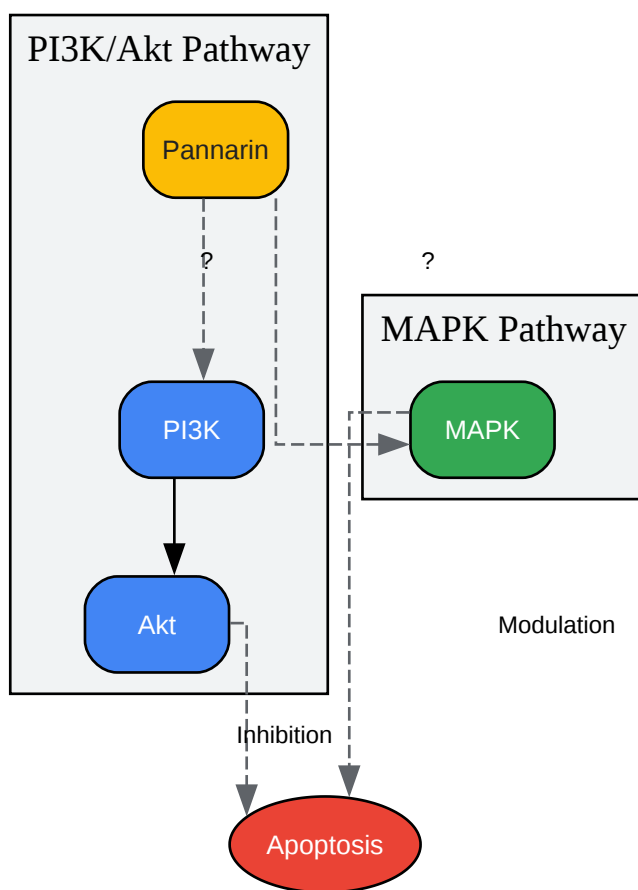 PI3K/Akt Pathway
Pannarin
?
?
MAPK Pathway
PI3K
MAPK
Akt
Modulation
Inhibition
Apoptosis